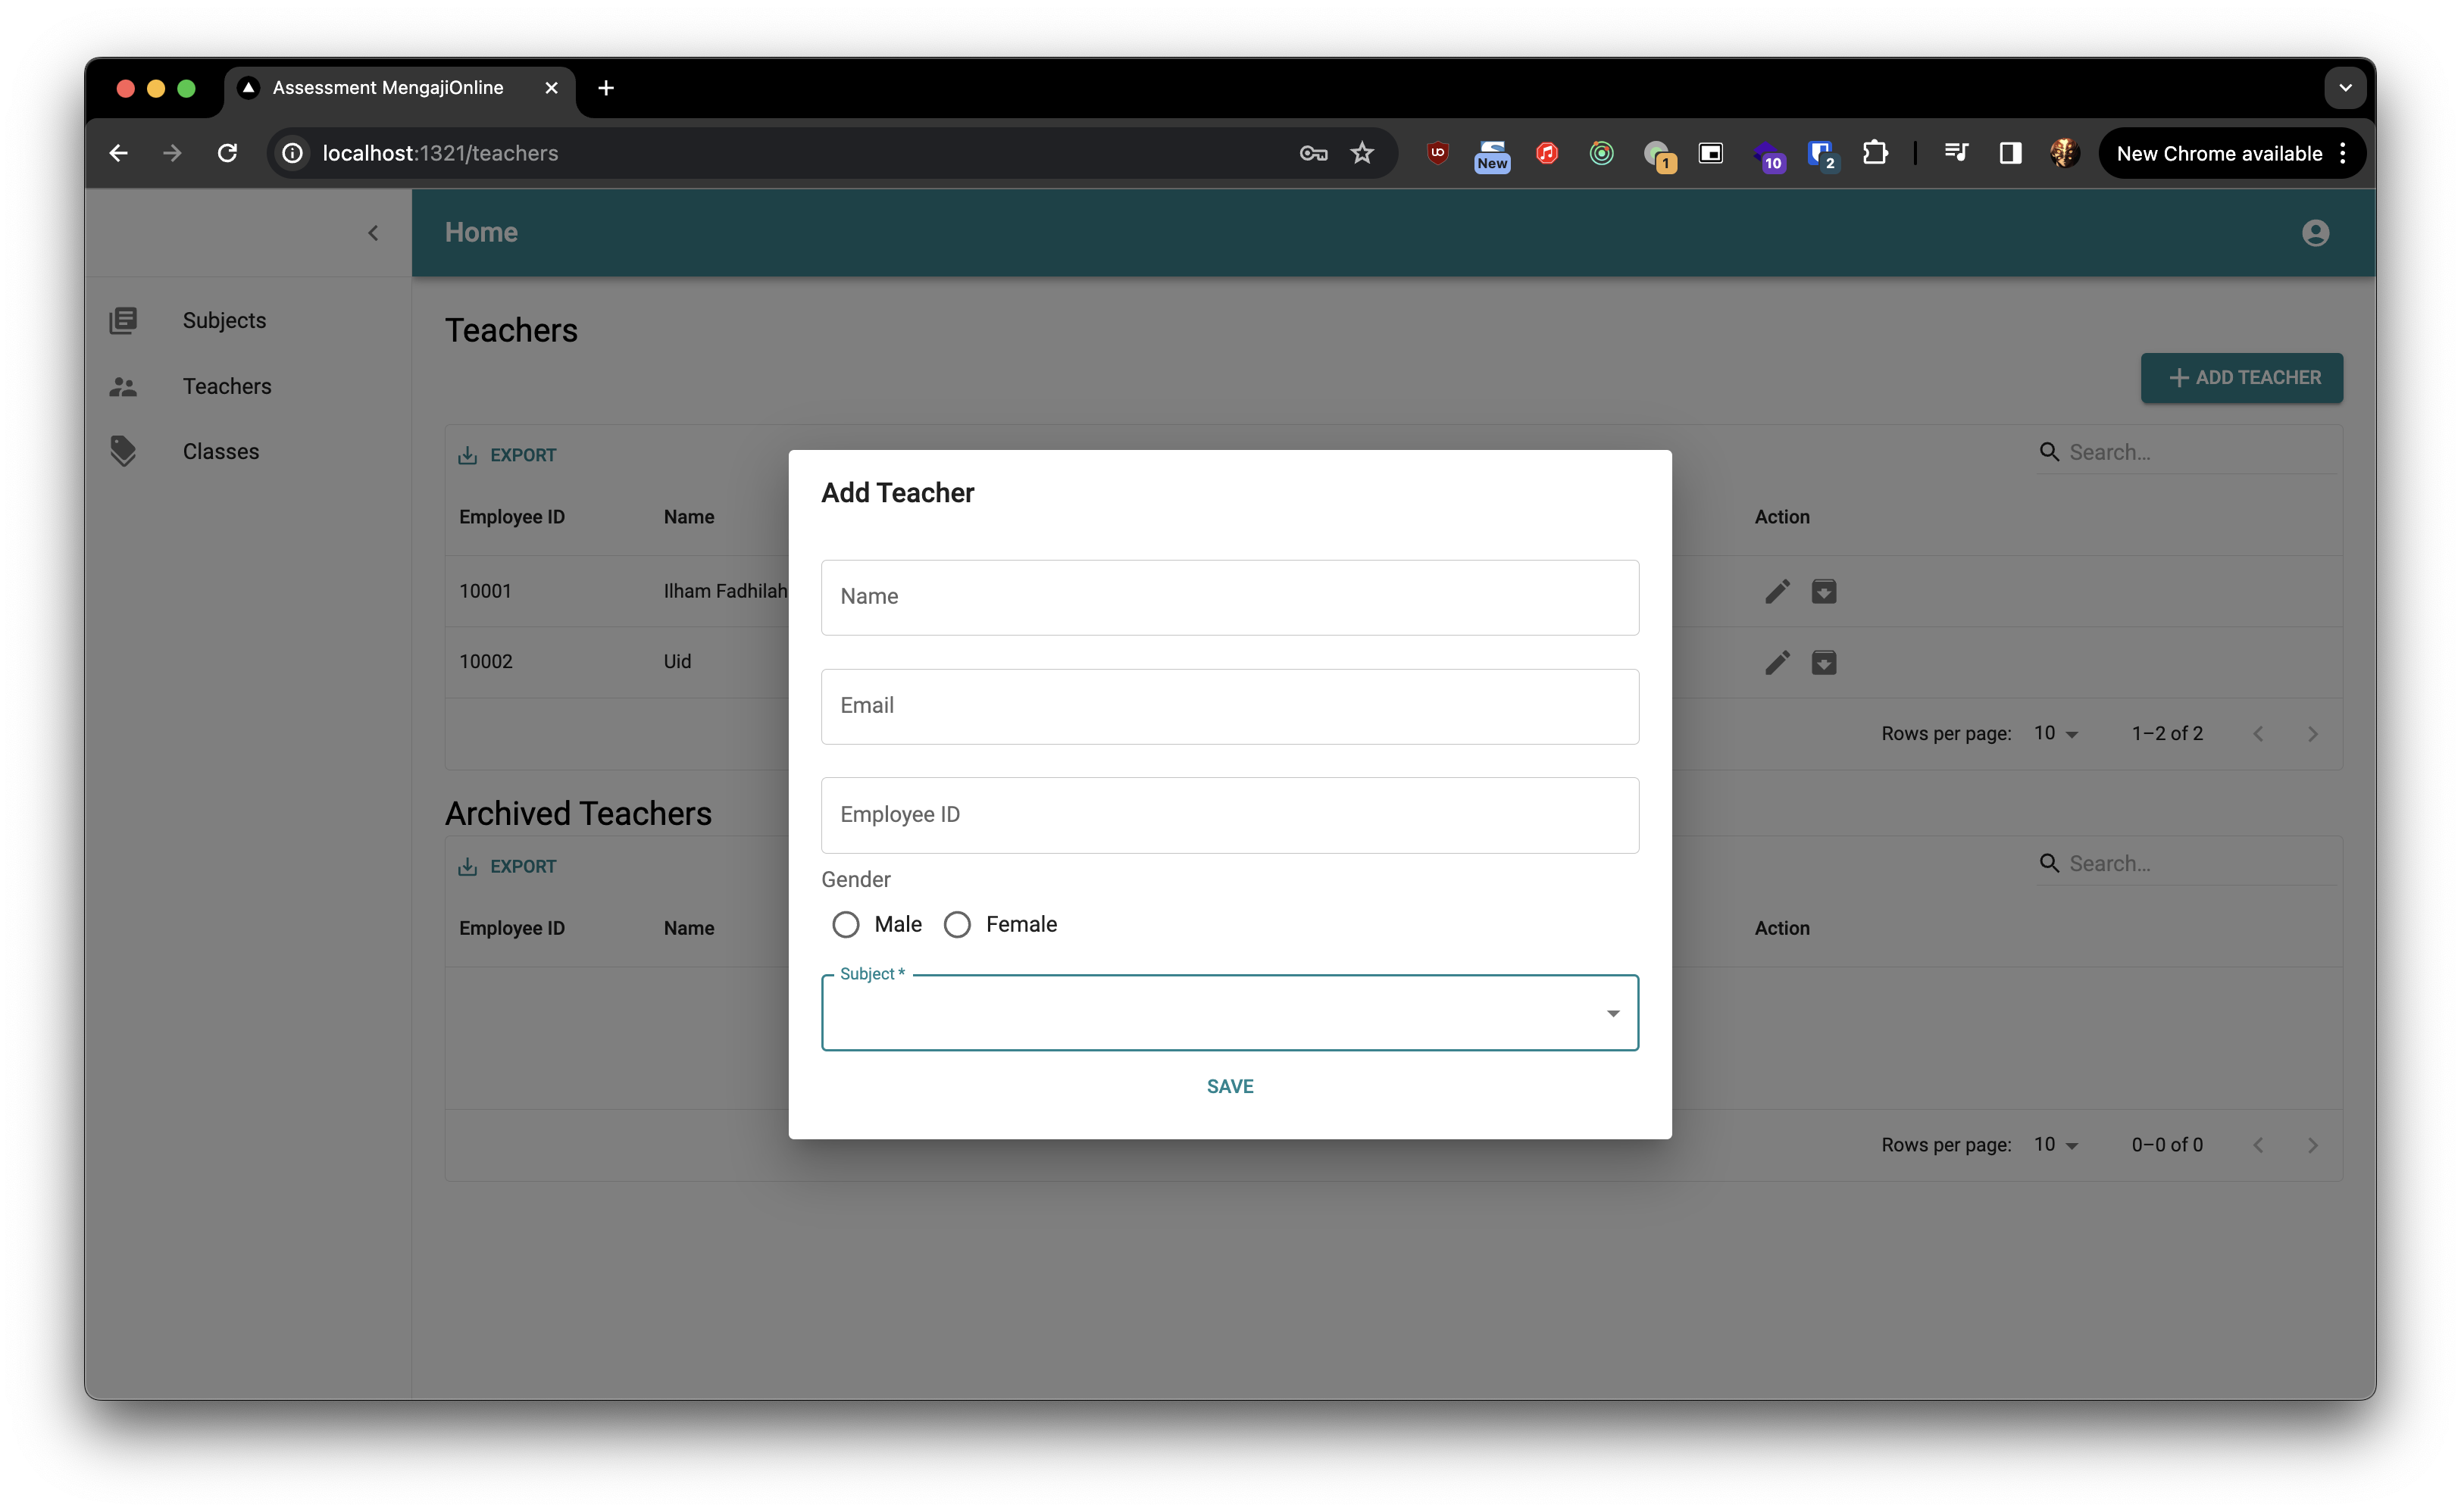 Assessment MengajiOnline
localhost:1321/teachers
New
1
10
2
New Chrome available
Home
Subjects
Teachers
Classes
Teachers
ADD TEACHER
EXPORT
Search...
Employee ID Name Action
10001 Ilham Fadhilah
10002 Uid
Rows per page: 10 1–2 of 2
Archived Teachers
EXPORT
Search...
Employee ID Name Action
Rows per page: 10 0–0 of 0
Add Teacher
Name
Email
Employee ID
Gender
Male Female
Subject *
SAVE